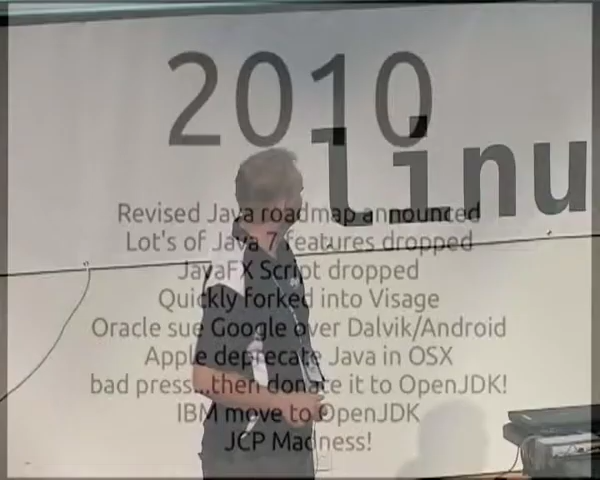 2010
linu
Revised Java roadmap announced
Lot's of Java 7 features dropped
JavaFX Script dropped
Quickly forked into Visage
Oracle sue Google over Dalvik/Android
Apple deprecate Java in OSX
bad press...then donate it to OpenJDK!
IBM move to OpenJDK
JCP Madness!